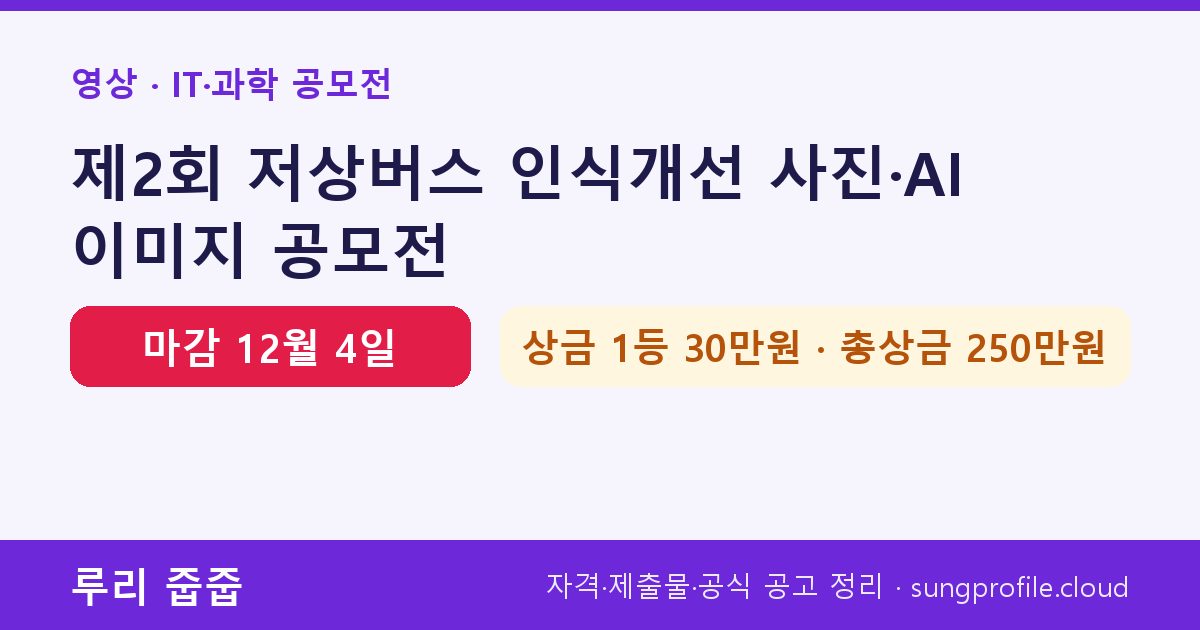 영상 · IT·과학 공모전
제2회 저상버스 인식개선 사진·AI
이미지 공모전
마감 12월 4일
상금 1등 30만원 · 총상금 250만원
루리 줍줍
자격·제출물·공식 공고 정리 · sungprofile.cloud